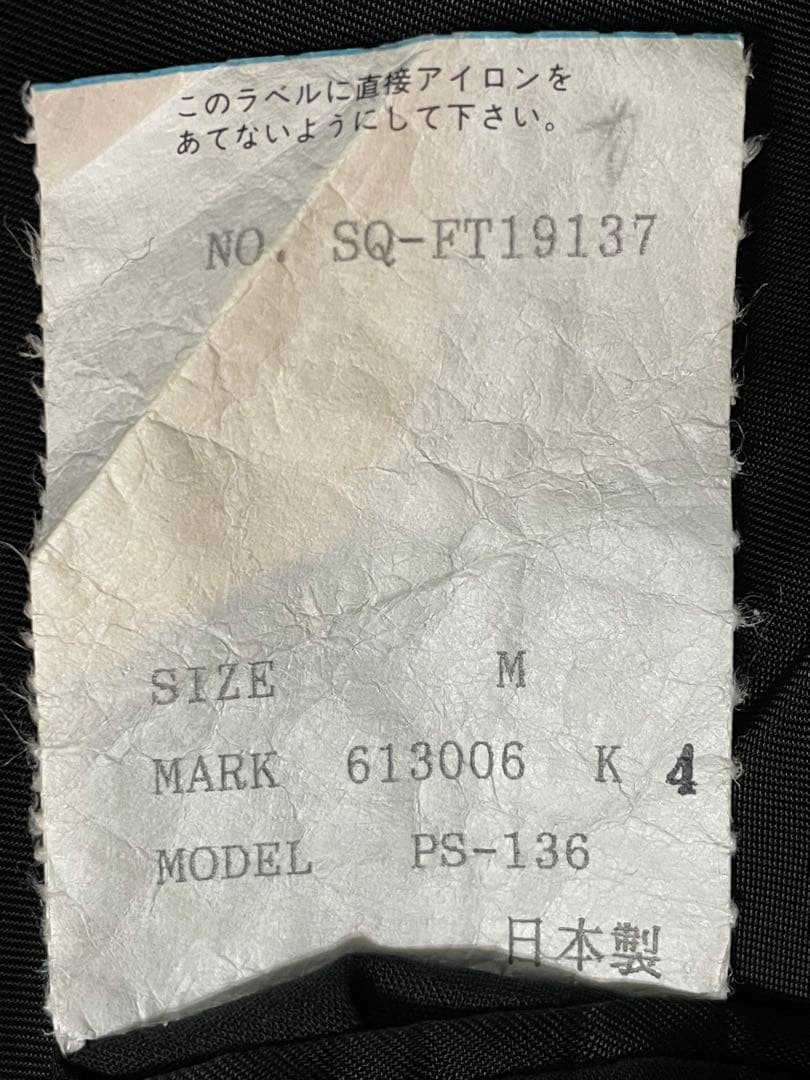 このラベルに直接アイロンを
あてないようにして下さい。
NO. SQ-FT19137
SIZE M
MARK 613006 K 4
MODEL PS-136
日本製